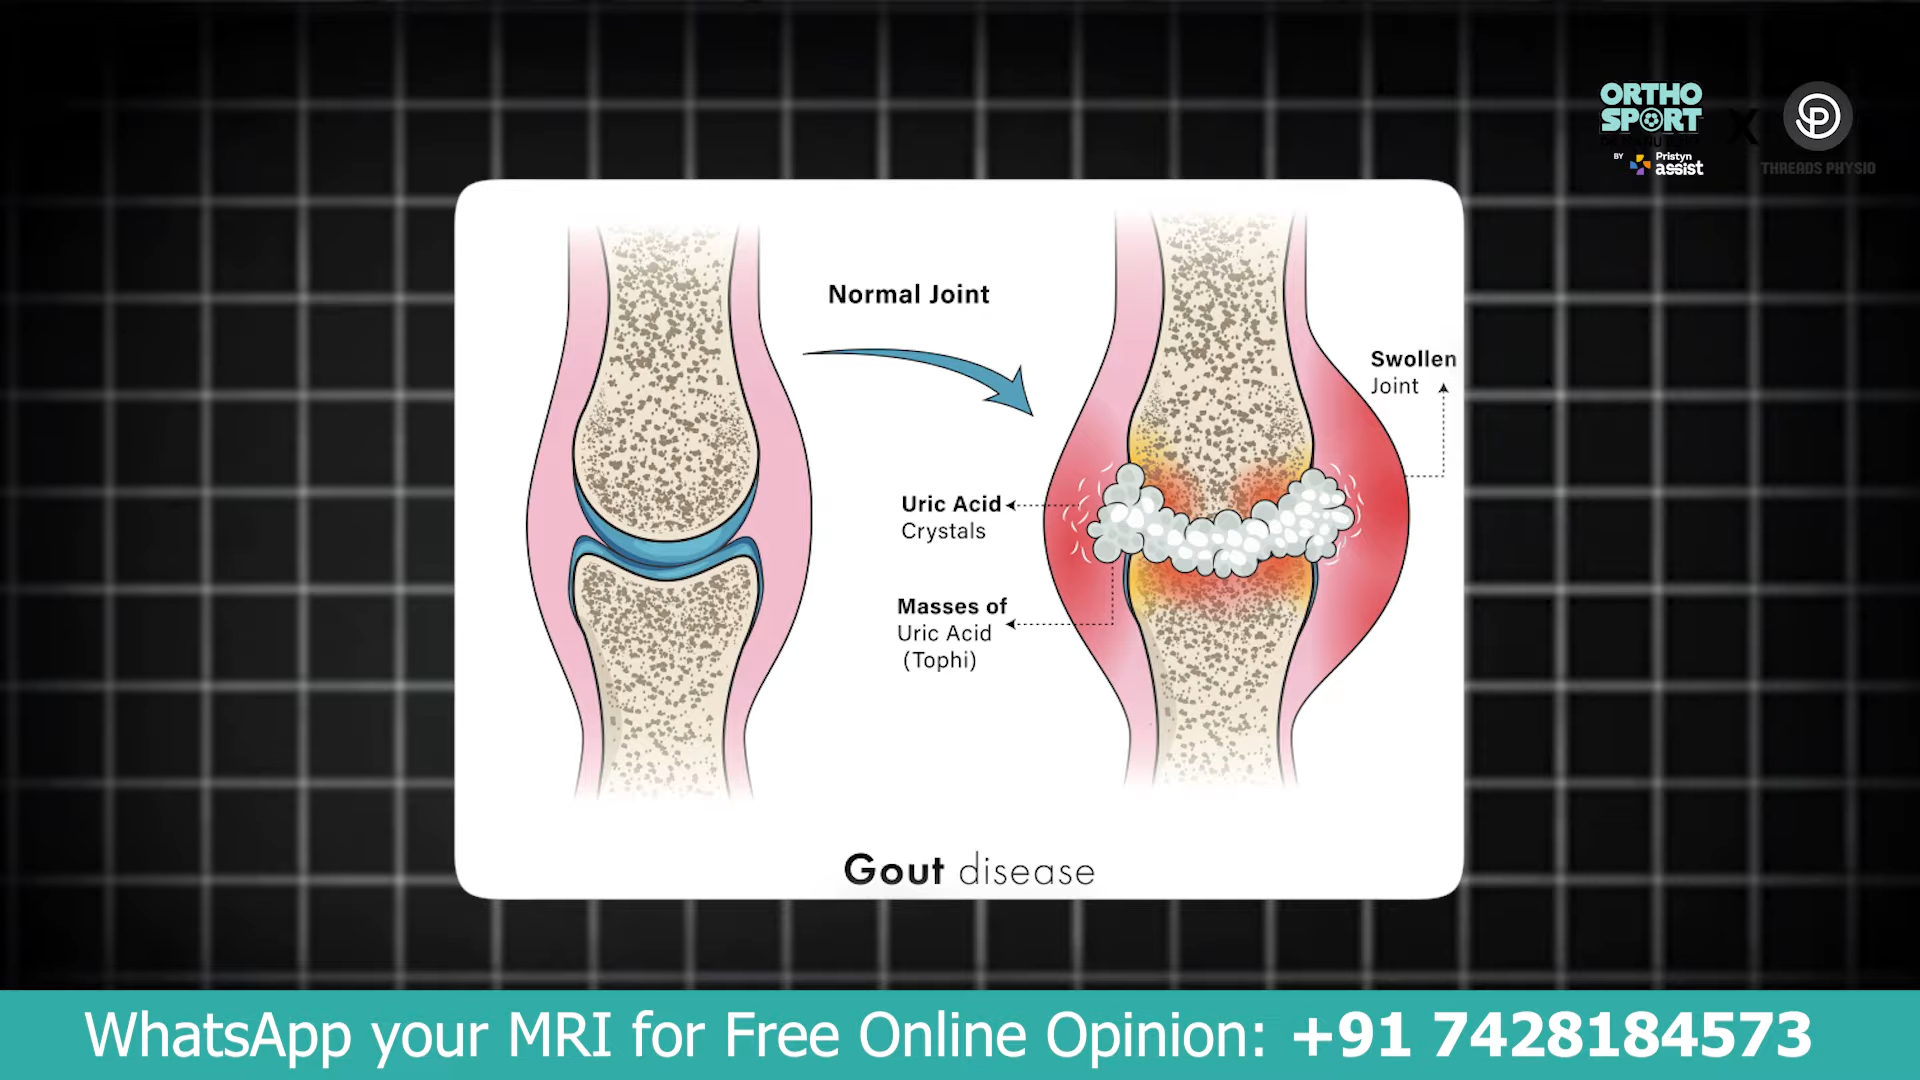 ORTHO
SPORT
BY Pristyn
assist
X
THREADS PHYSIO
Normal Joint
Swollen
Joint
Uric Acid
Crystals
Masses of
Uric Acid
(Tophi)
Gout disease
WhatsApp your MRI for Free Online Opinion: +91 7428184573